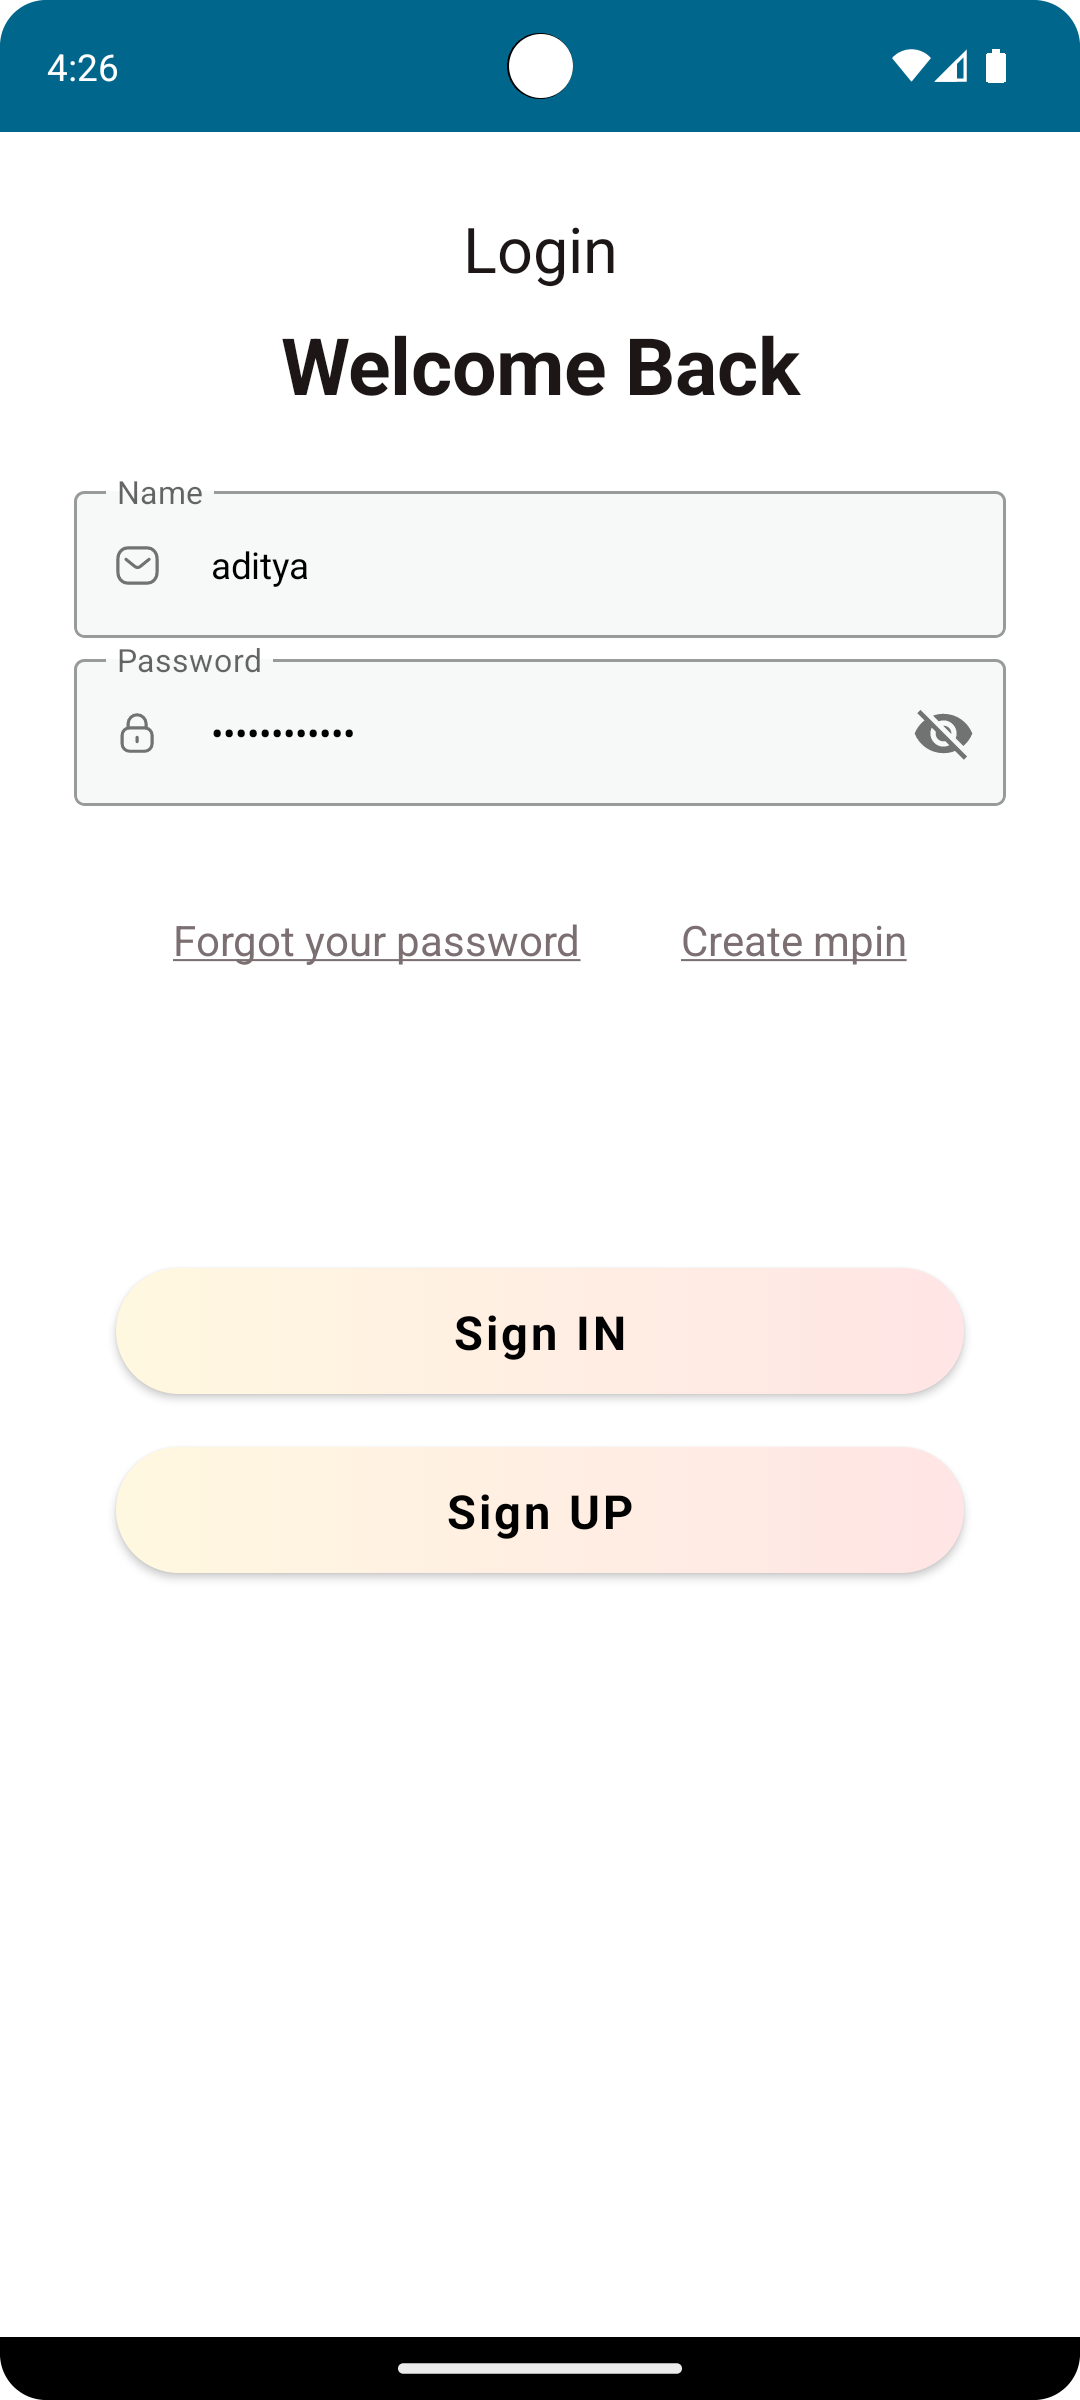 4:26
Login
Welcome Back
Name
aditya
Password
••••••••••••
Forgot your password Create mpin
Sign IN
Sign UP